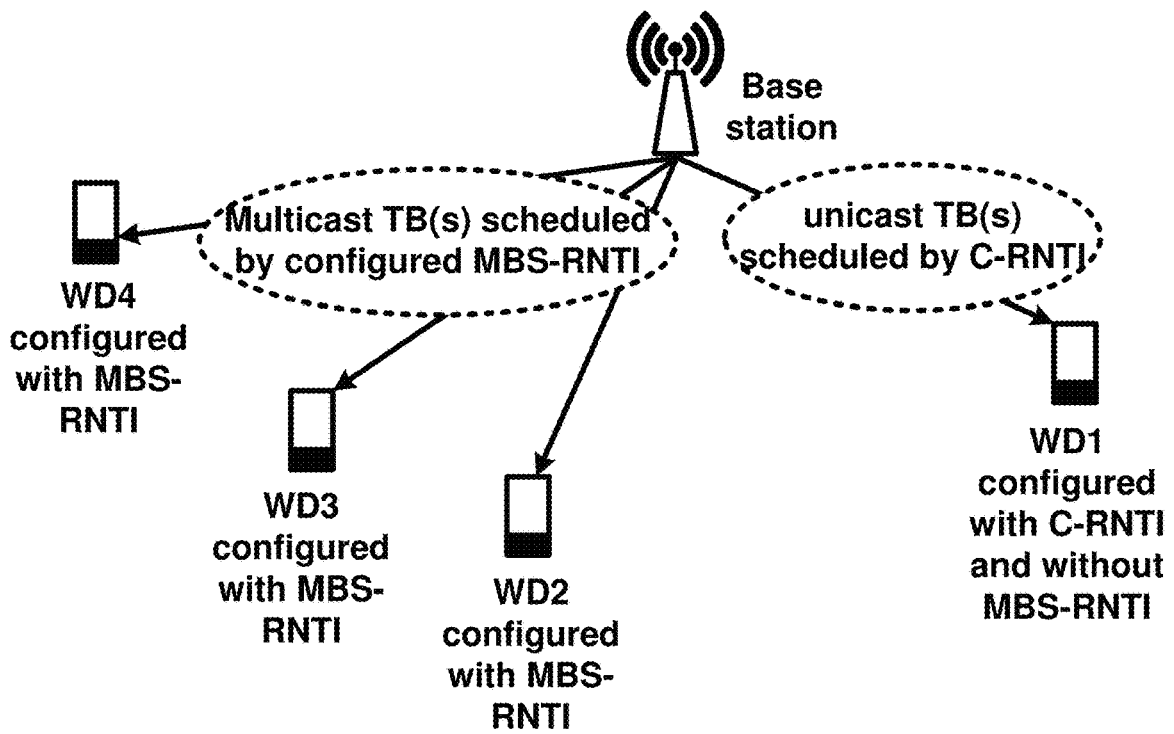 Base
station
Multicast TB(s) scheduled
by configured MBS-RNTI
unicast TB(s)
scheduled by C-RNTI
WD4
configured
with MBS-
RNTI
WD3
configured
with MBS-
RNTI
WD2
configured
with MBS-
RNTI
WD1
configured
with C-RNTI
and without
MBS-RNTI